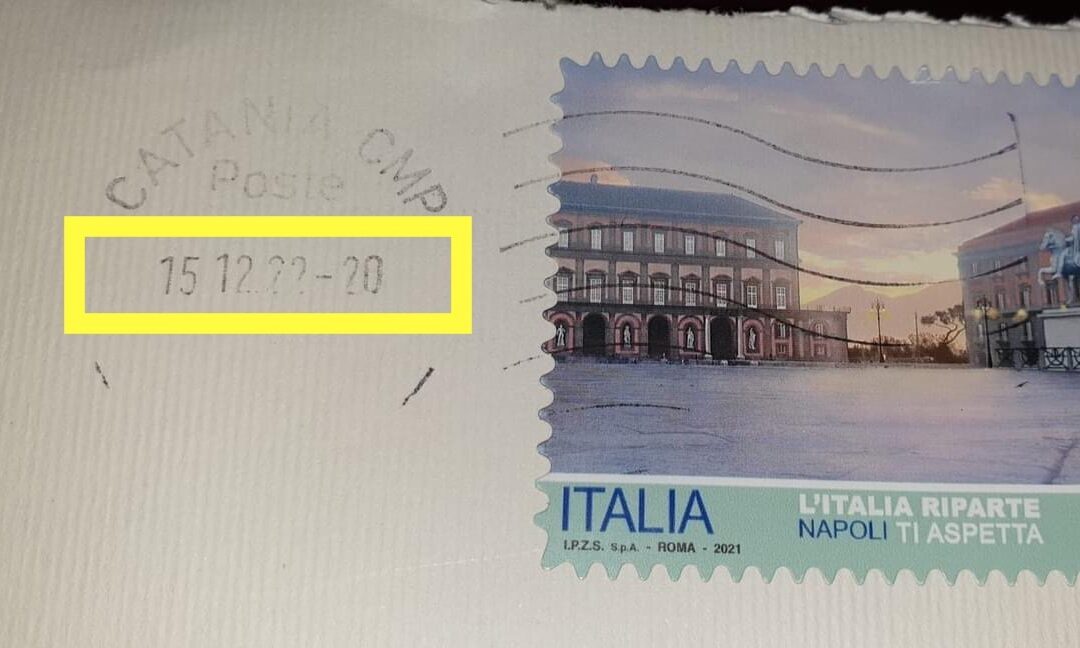 CATANIA CMP
Poste
15 12.22-20
ITALIA
I.P.Z.S. S.p.A. - ROMA - 2021
L'ITALIA RIPARTE
NAPOLI TI ASPETTA